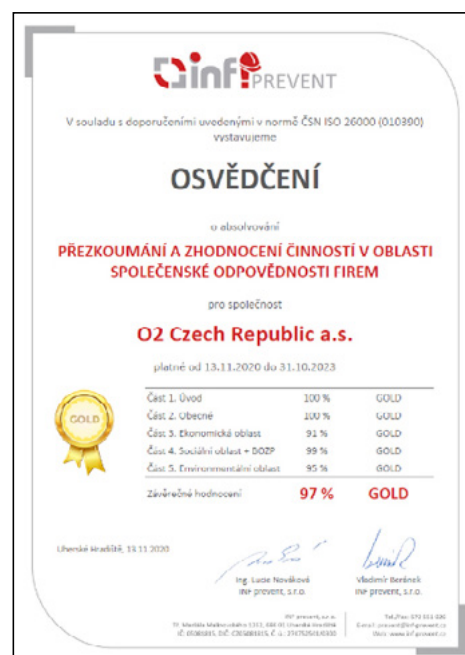 inf PREVENT
V souladu s doporučeními uvedenými v normě ČSN ISO 26000 (010390)
vystavujeme
OSVĚDČENÍ
o absolvování
PŘEZKOUMÁNÍ A ZHODNOCENÍ ČINNOSTÍ V OBLASTI
SPOLEČENSKÉ ODPOVĚDNOSTI FIREM
pro společnost
O2 Czech Republic a.s.
platné od 13.11.2020 do 31.10.2023
GOLD
Část 1. Úvod 100 % GOLD
Část 2. Obecné 100 % GOLD
Část 3. Ekonomická oblast 91 % GOLD
Část 4. Sociální oblast + BOZP 99 % GOLD
Část 5. Environmentální oblast 95 % GOLD
Závěrečné hodnocení 97 % GOLD
Uherské Hradiště, 13.11.2020
Ing. Lucie Nováková
INF prevent, s.r.o.
Vladimír Beránek
INF prevent, s.r.o.
INF prevent, s.r.o.